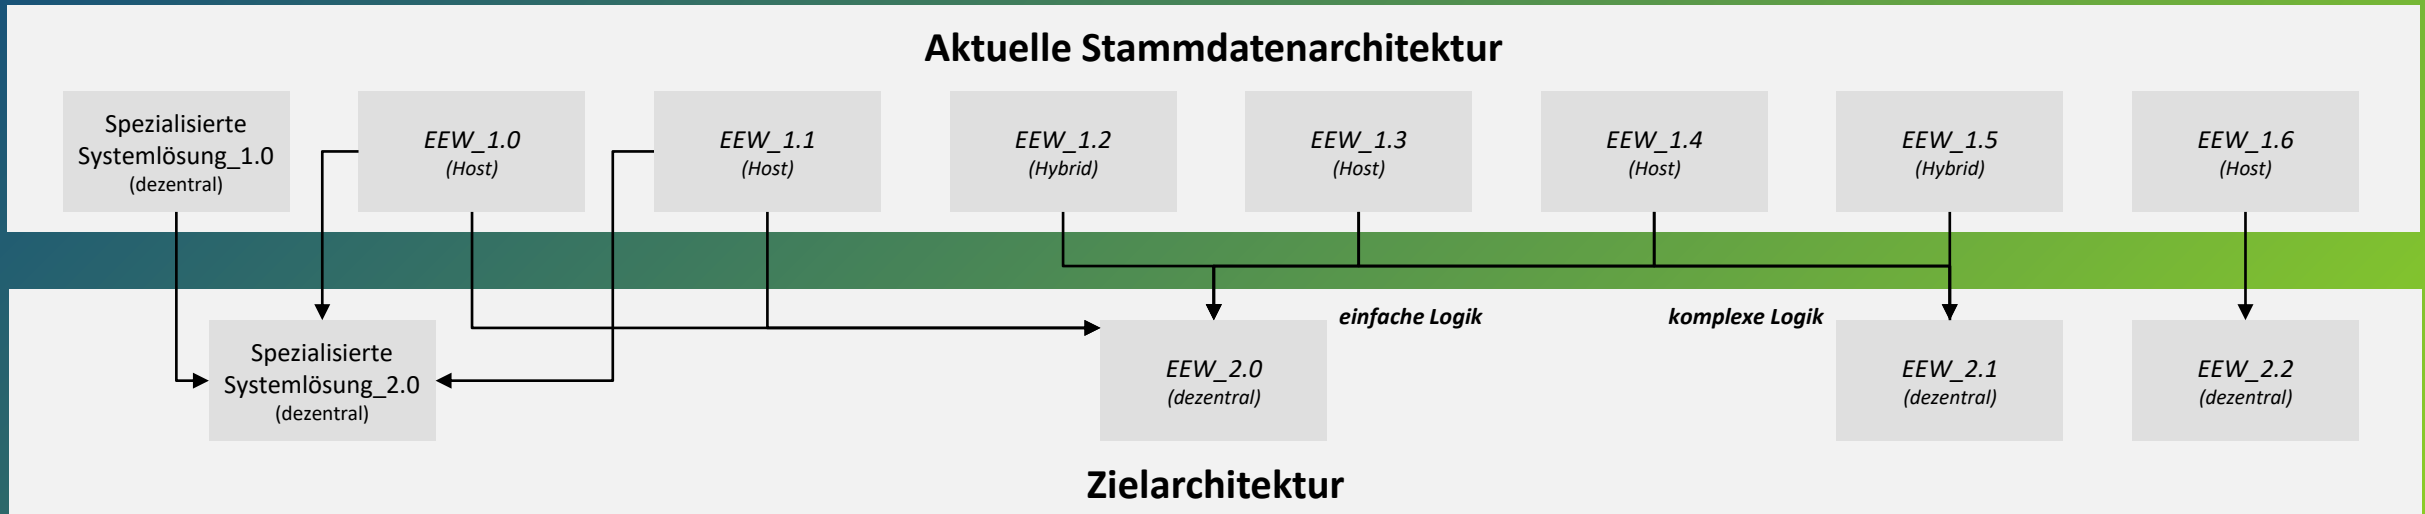 Aktuelle Stammdatenarchitektur
Spezialisierte
Systemlösung_1.0
(dezentral)
EEW_1.0
(Host)
EEW_1.1
(Host)
EEW_1.2
(Hybrid)
EEW_1.3
(Host)
EEW_1.4
(Host)
EEW_1.5
(Hybrid)
EEW_1.6
(Host)
Spezialisierte
Systemlösung_2.0
(dezentral)
EEW_2.0
(dezentral)
einfache Logik
komplexe Logik
EEW_2.1
(dezentral)
EEW_2.2
(dezentral)
Zielarchitektur